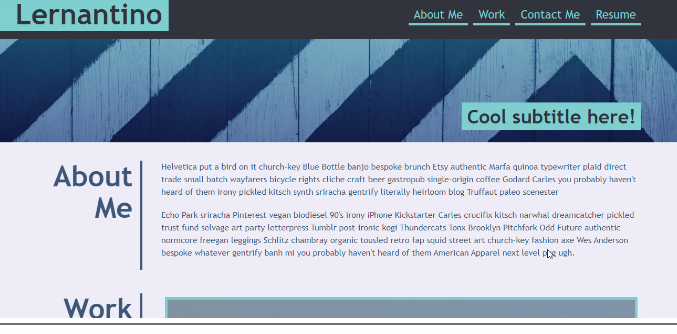 Lernantino
About Me
Work
Contact Me
Resume
Cool subtitle here!
About
Me
Helvetica put a bird on it church-key Blue Bottle banjo bespoke brunch Etsy authentic Marfa quinoa typewriter plaid direct
trade small batch wayfarers bicycle rights cliche craft beer gastropub single-origin coffee Godard Carles you probably haven't
heard of them irony pickled kitsch synth sriracha gentrify literally heirloom blog Truffaut paleo scenester
Echo Park sriracha Pinterest vegan biodiesel 90's irony iPhone Kickstarter Carles crucifix kitsch narwhal dreamcatcher pickled
trust fund selvage art party letterpress Tumblr post-ironic kogi Thundercats Tonx Brooklyn Pitchfork Odd Future authentic
normcore freegan leggings Schlitz chambray organic tousled retro fap squid street art church-key fashion axe Wes Anderson
bespoke whatever gentrify banh mi you probably haven't heard of them American Apparel next level ugh.
Work